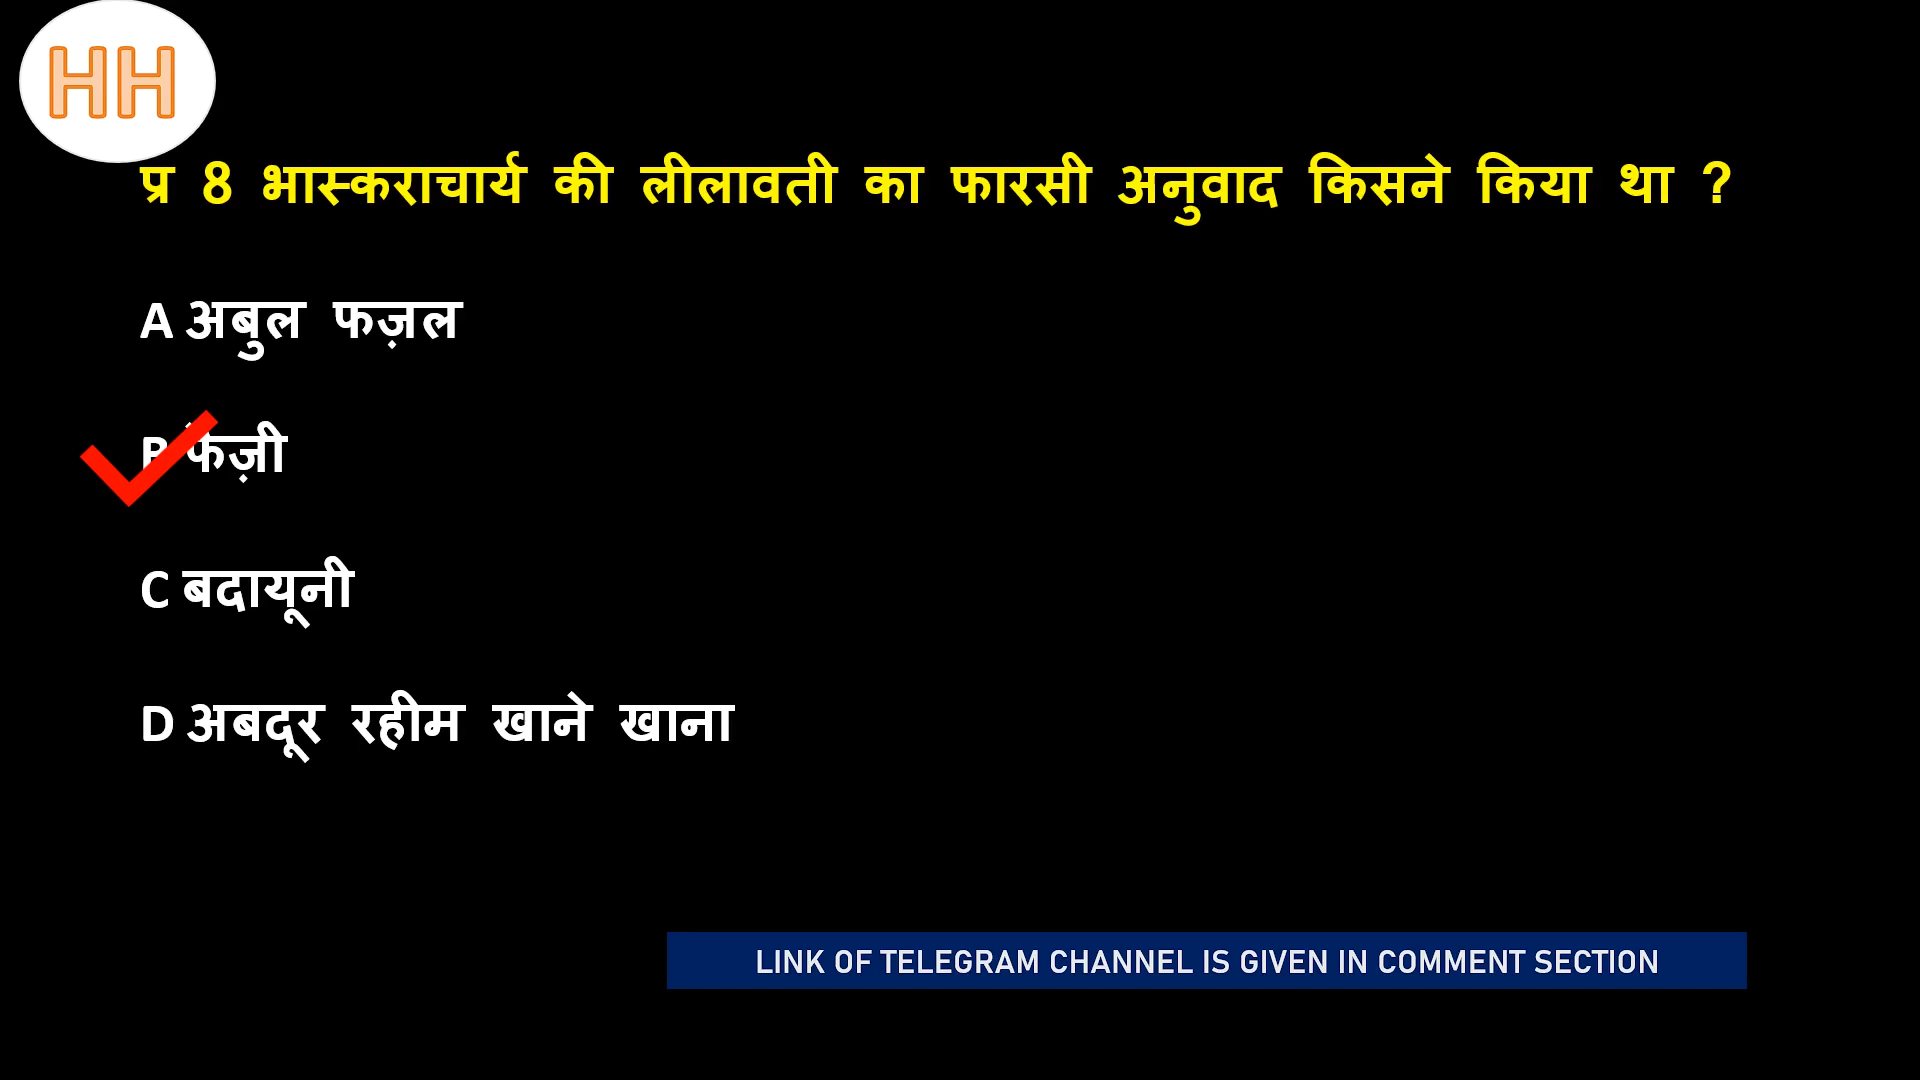 HH
प्र 8 भास्कराचार्य की लीलावती का फारसी अनुवाद किसने किया था ?
A अबुल फज़ल
B फैज़ी
C बदायूनी
D अबदूर रहीम खाने खाना
LINK OF TELEGRAM CHANNEL IS GIVEN IN COMMENT SECTION